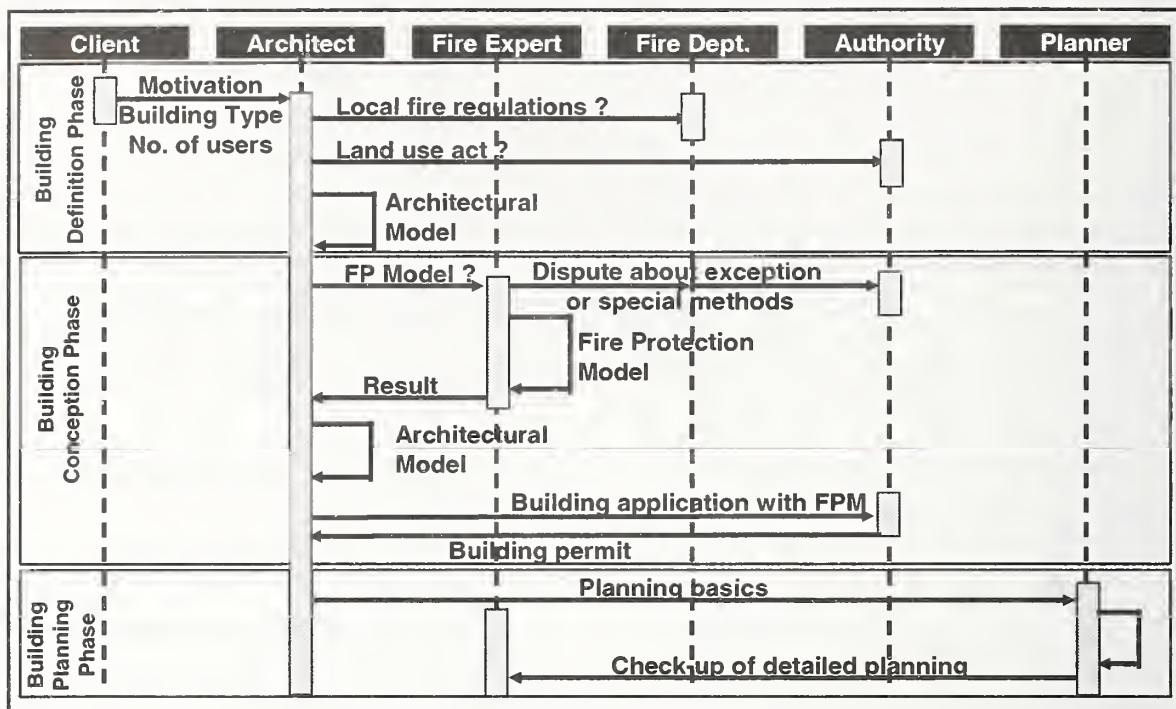 Client
Architect
Fire Expert
Fire Dept.
Authority
Planner
Building
Definition Phase
Motivation
Building Type
No. of users
Local fire regulations ?
Land use act ?
Architectural
Model
Building
Conception Phase
FP Model ?
Dispute about exception
or special methods
Fire Protection
Model
Result
Architectural
Model
Building application with FPM
Building permit
Building
Planning
Phase
Planning basics
Check-up of detailed planning